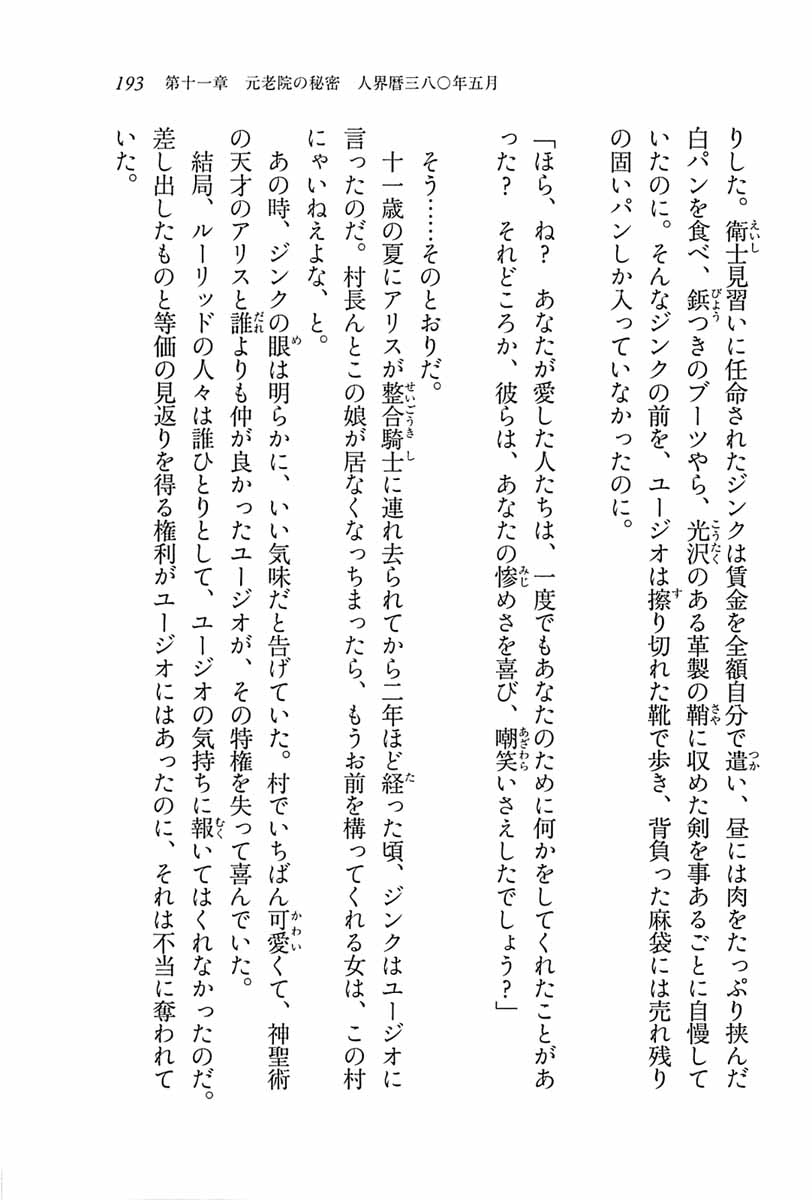 193　第十一章　元老院の秘密　人界暦三八〇年五月
りした。衛士見習いに任命されたジンクは賃金を全額自分で遣い、昼には肉をたっぷり挟んだ
白パンを食べ、鋲つきのブーツやら、光沢のある革製の鞘に収めた剣を事あるごとに自慢して
いたのに。そんなジンクの前を、ユージオは擦り切れた靴で歩き、背負った麻袋には売れ残り
の固いパンしか入っていなかったのに。
「ほら、ね？　あなたが愛した人たちは、一度でもあなたのために何かをしてくれたことがあ
った？　それどころか、彼らは、あなたの惨めさを喜び、嘲笑いさえしたでしょう？」
そう……そのとおりだ。
十一歳の夏にアリスが整合騎士に連れ去られてから二年ほど経った頃、ジンクはユージオに
言ったのだ。村長んとこの娘が居なくなっちまったら、もうお前を構ってくれる女は、この村
にゃいねえよな、と。
あの時、ジンクの眼は明らかに、いい気味だと告げていた。村でいちばん可愛くて、神聖術
の天才のアリスと誰よりも仲が良かったユージオが、その特権を失って喜んでいた。
結局、ルーリッドの人々は誰ひとりとして、ユージオの気持ちに報いてはくれなかったのだ。
差し出したものと等価の見返りを得る権利がユージオにはあったのに、それは不当に奪われて
いた。